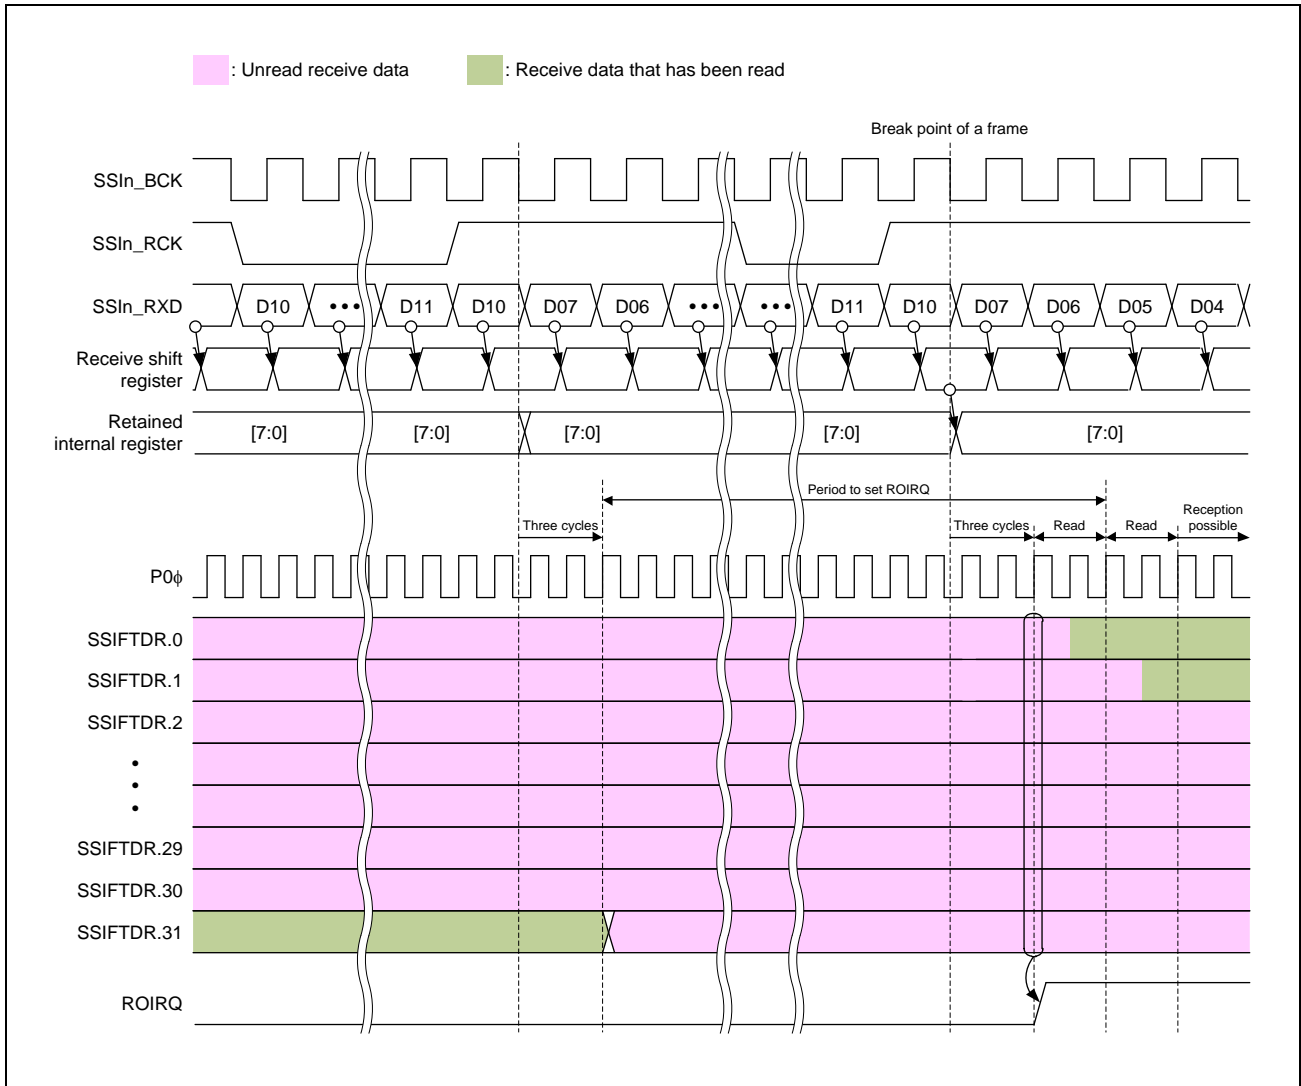 : Unread receive data
: Receive data that has been read
Break point of a frame
SSIn_BCK
SSIn_RCK
SSIn_RXD
D10
•••
D11
D10
D07
D06
•••
•••
D11
D10
D07
D06
D05
D04
Receive shift
register
Retained
internal register
[7:0]
[7:0]
[7:0]
[7:0]
[7:0]
Period to set ROIRQ
Three cycles
Three cycles
Read
Read
Reception
possible
P0ϕ
SSIFTDR.0
SSIFTDR.1
SSIFTDR.2
•
•
•
SSIFTDR.29
SSIFTDR.30
SSIFTDR.31
ROIRQ